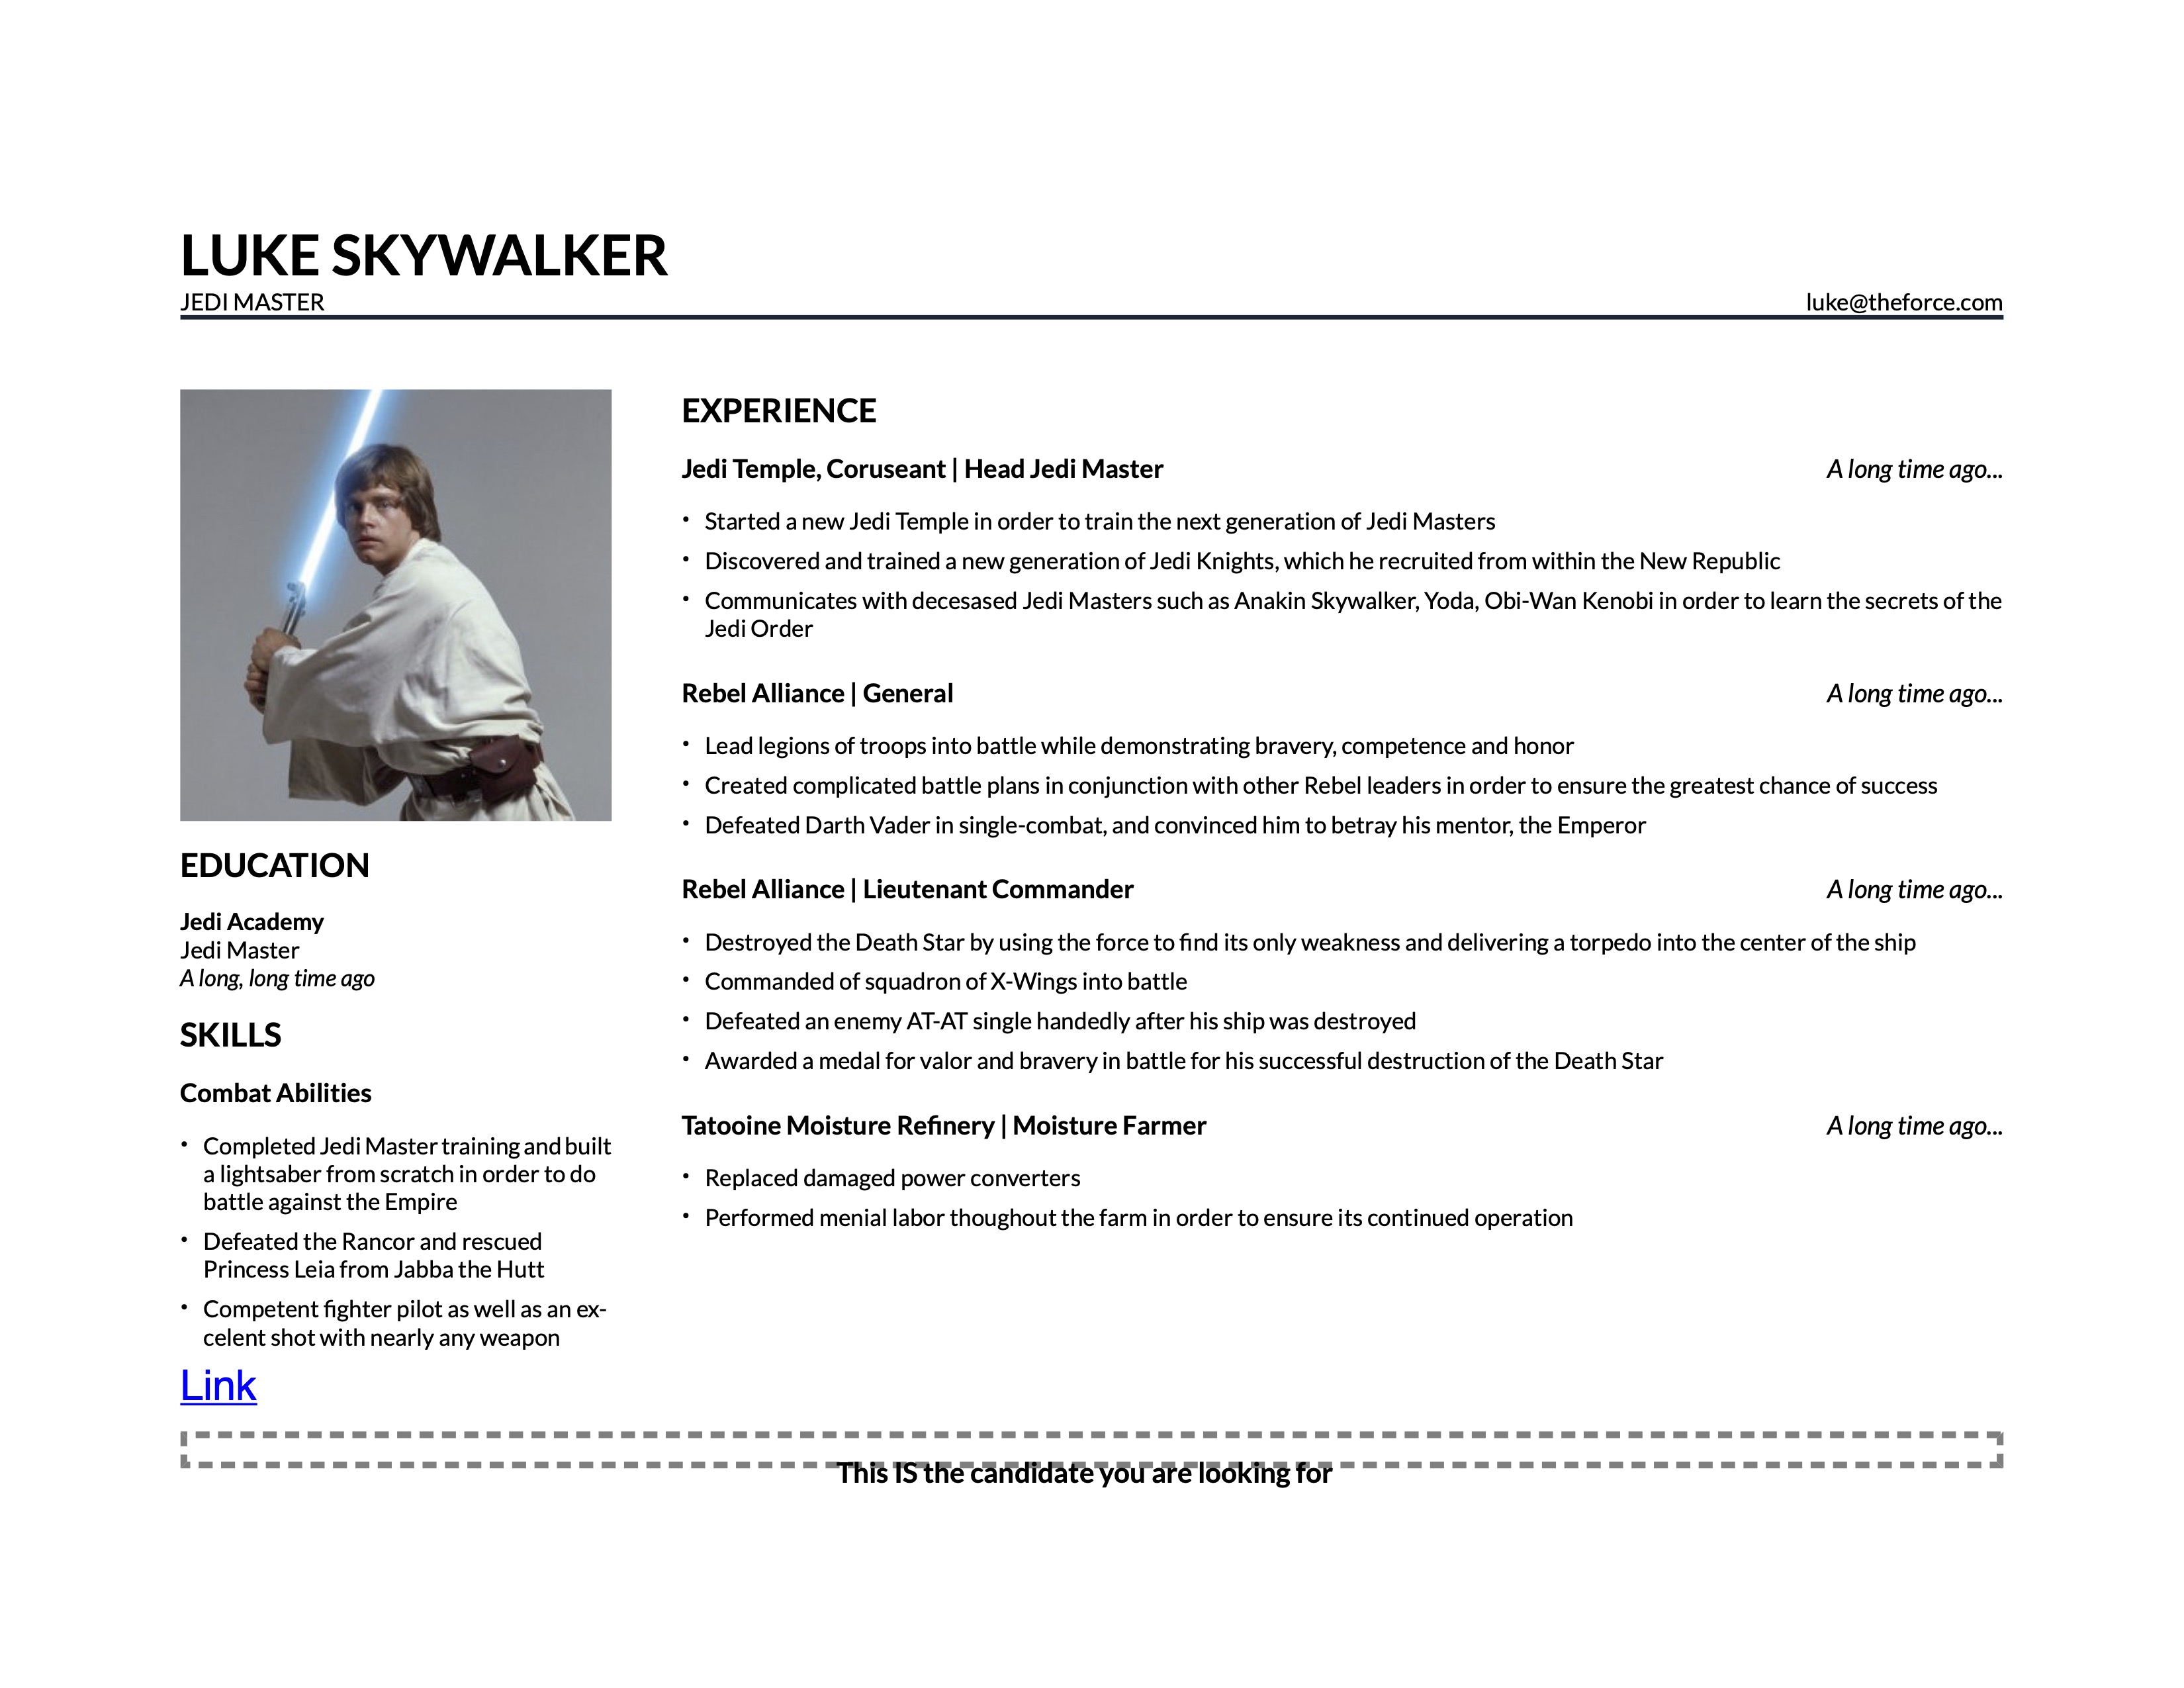 LUKE SKYWALKER
JEDI MASTER
luke@theforce.com
EDUCATION
Jedi Academy
Jedi Master
A long, long time ago
SKILLS
Combat Abilities
• Completed Jedi Master training and built
a lightsaber from scratch in order to do
battle against the Empire
• Defeated the Rancor and rescued
Princess Leia from Jabba the Hutt
• Competent fighter pilot as well as an ex-
celent shot with nearly any weapon
Link
EXPERIENCE
Jedi Temple, Coruseant | Head Jedi Master A long time ago...
• Started a new Jedi Temple in order to train the next generation of Jedi Masters
• Discovered and trained a new generation of Jedi Knights, which he recruited from within the New Republic
• Communicates with decesased Jedi Masters such as Anakin Skywalker, Yoda, Obi-Wan Kenobi in order to learn the secrets of the
Jedi Order
Rebel Alliance | General A long time ago...
• Lead legions of troops into battle while demonstrating bravery, competence and honor
• Created complicated battle plans in conjunction with other Rebel leaders in order to ensure the greatest chance of success
• Defeated Darth Vader in single-combat, and convinced him to betray his mentor, the Emperor
Rebel Alliance | Lieutenant Commander A long time ago...
• Destroyed the Death Star by using the force to find its only weakness and delivering a torpedo into the center of the ship
• Commanded of squadron of X-Wings into battle
• Defeated an enemy AT-AT single handedly after his ship was destroyed
• Awarded a medal for valor and bravery in battle for his successful destruction of the Death Star
Tatooine Moisture Refinery | Moisture Farmer A long time ago...
• Replaced damaged power converters
• Performed menial labor thoughout the farm in order to ensure its continued operation
This IS the candidate you are looking for